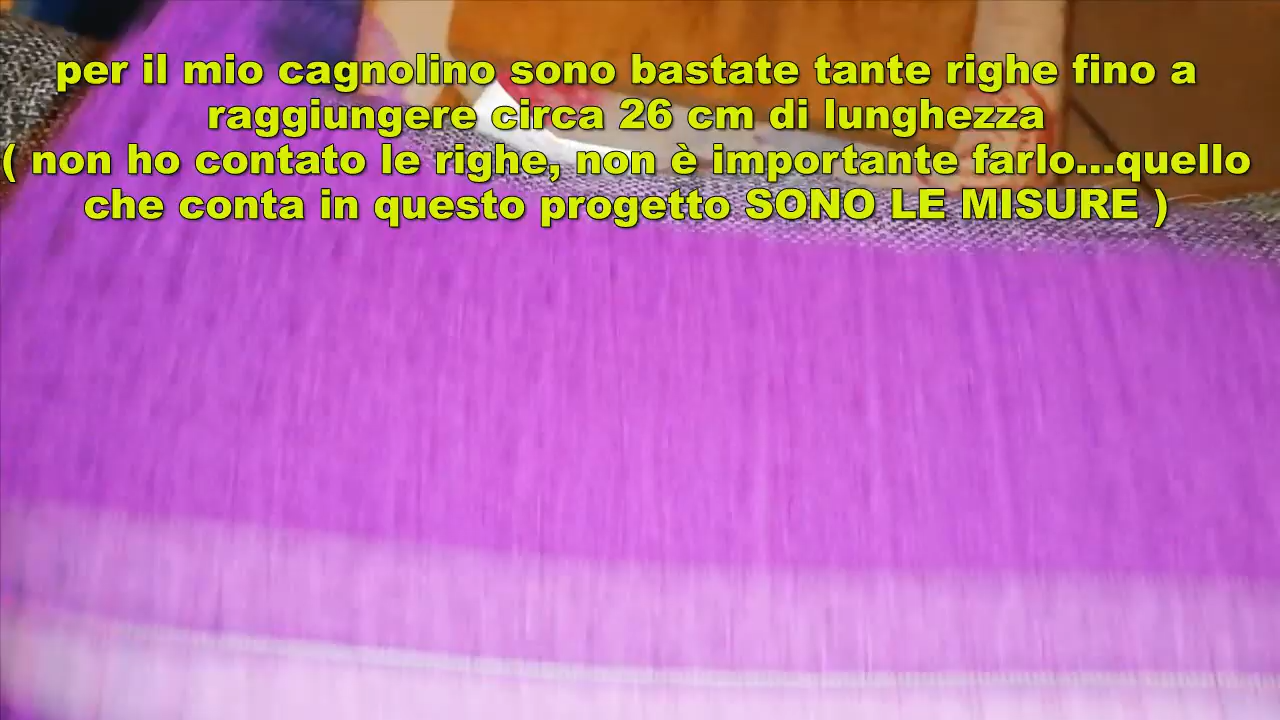 per il mio cagnolino sono bastate tante righe fino a
raggiungere circa 26 cm di lunghezza
( non ho contato le righe, non è importante farlo...quello
che conta in questo progetto SONO LE MISURE )